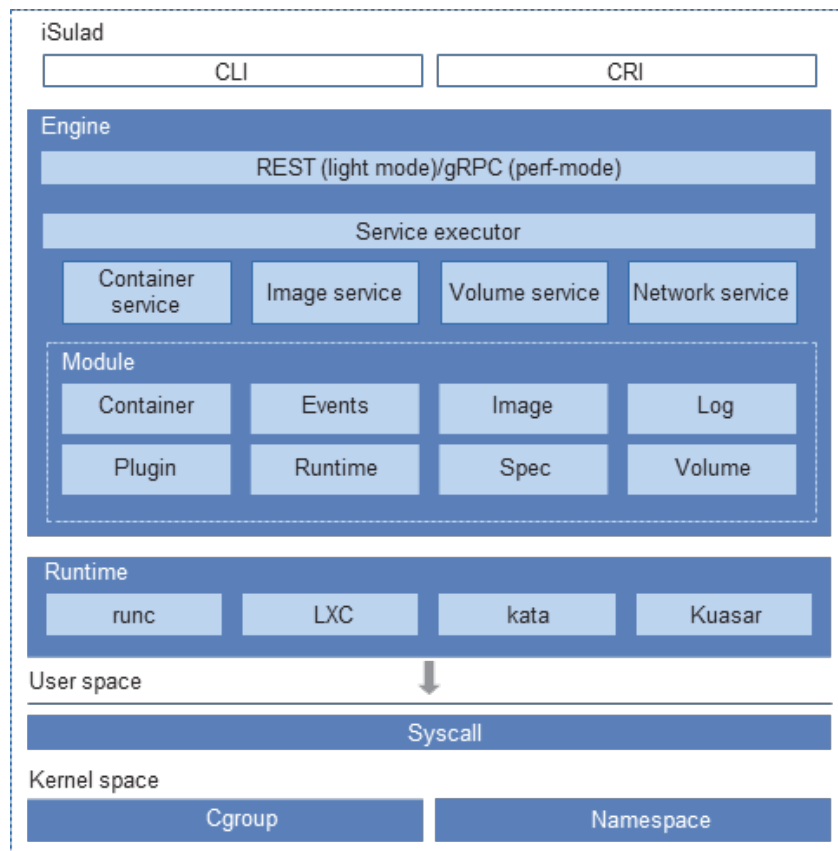 iSulad
CLI
CRI
Engine
REST (light mode)/gRPC (perf-mode)
Service executor
Container
service
Image service
Volume service
Network service
Module
Container
Events
Image
Log
Plugin
Runtime
Spec
Volume
Runtime
runc
LXC
kata
Kuasar
User space
Syscall
Kernel space
Cgroup
Namespace